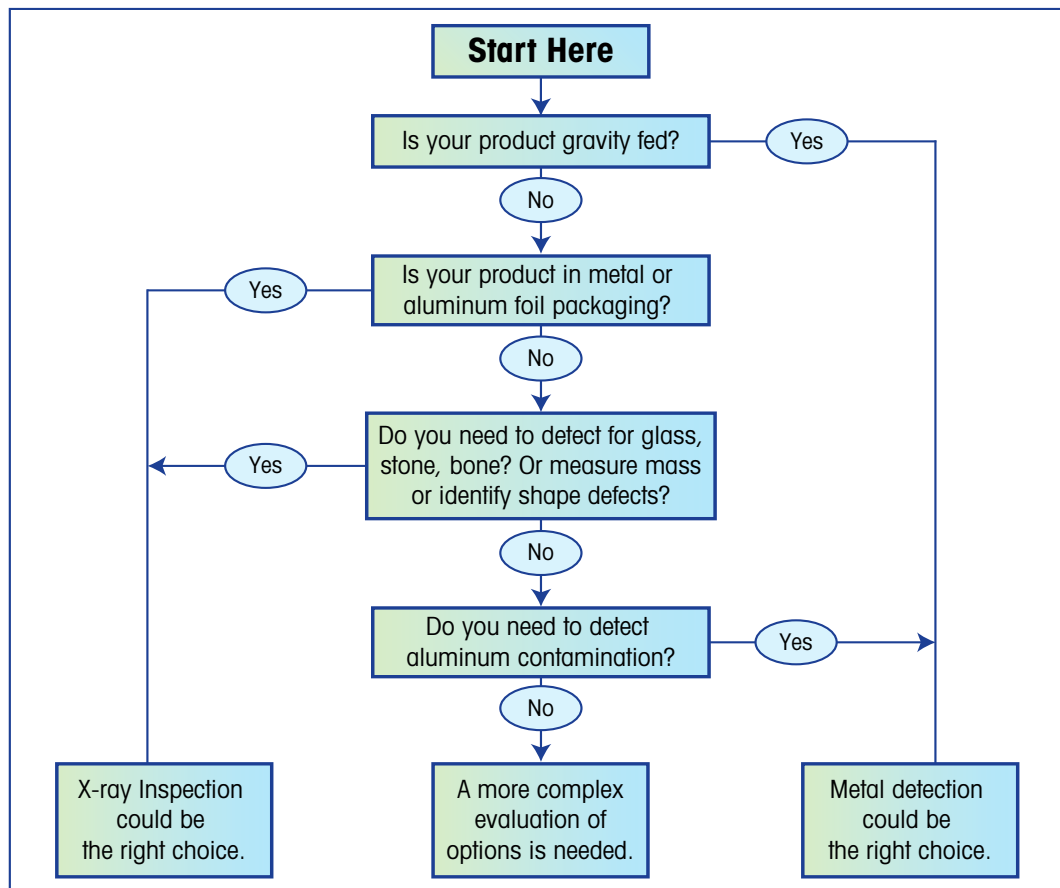 Start Here
Is your product gravity fed?
Yes
No
Is your product in metal or
aluminum foil packaging?
Yes
No
Do you need to detect for glass,
stone, bone? Or measure mass
or identify shape defects?
Yes
No
Do you need to detect
aluminum contamination?
Yes
No
X-ray Inspection
could be
the right choice.
A more complex
evaluation of
options is needed.
Metal detection
could be
the right choice.